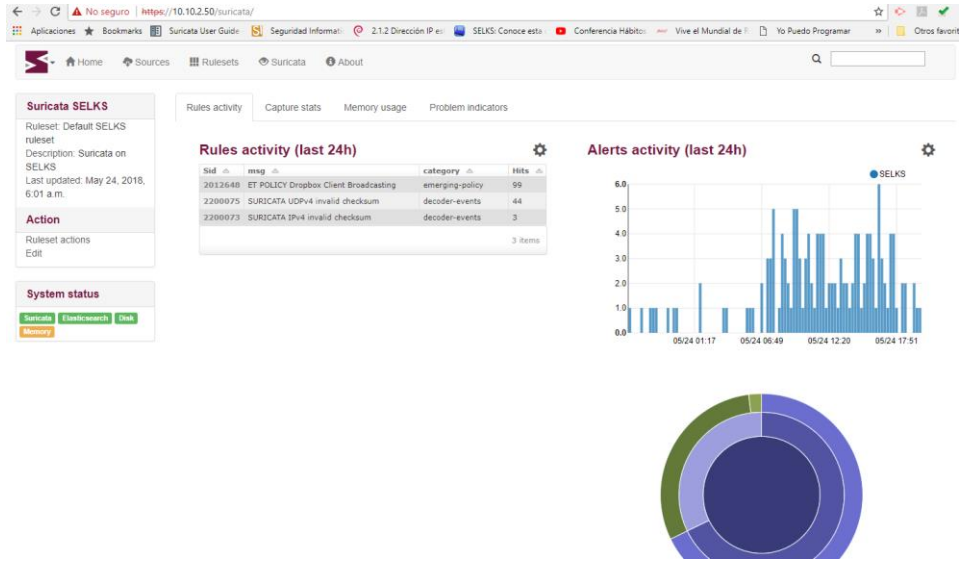 No seguro | https://10.10.2.50/suricata/
Aplicaciones Bookmarks Suricata User Guide Seguridad Informati 2.1.2 Dirección IP es SELKS: Conoce esta Conferencia Hábitos Vive el Mundial de Yo Puedo Programar » Otros favorit
Home Sources Rulesets Suricata About
Suricata SELKS
Ruleset: Default SELKS
ruleset
Description: Suricata on
SELKS
Last updated: May 24, 2018,
6:01 a.m.
Action
Ruleset actions
Edit
System status
Suricata Elasticsearch Disk
Memory
Rules activity Capture stats Memory usage Problem indicators
Rules activity (last 24h)
Sid msg category Hits
2012648 ET POLICY Dropbox Client Broadcasting emerging-policy 99
2200075 SURICATA UDPv4 invalid checksum decoder-events 44
2200073 SURICATA IPv4 invalid checksum decoder-events 3
3 items
Alerts activity (last 24h)
SELKS
6.0
5.0
4.0
3.0
2.0
1.0
0.0
05/24 01:17 05/24 06:49 05/24 12:20 05/24 17:51